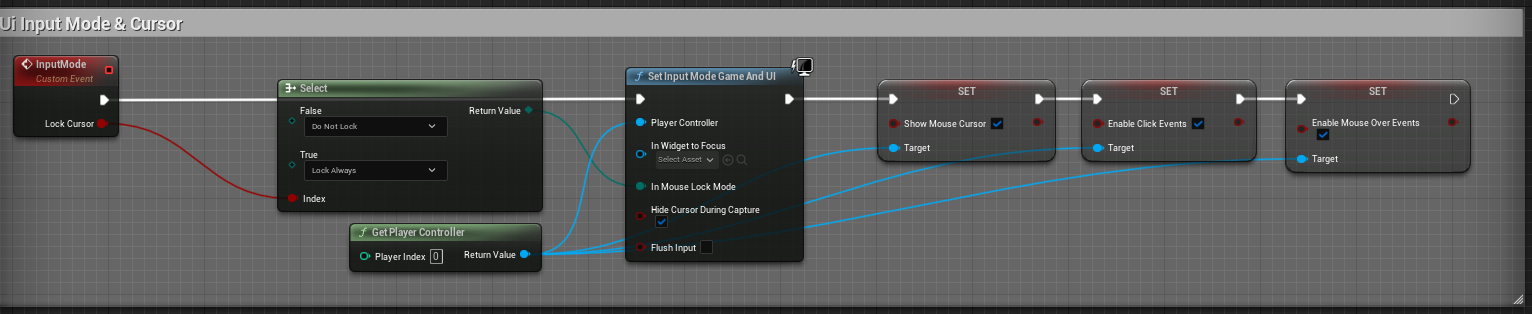 Ui Input Mode & Cursor
InputMode
Custom Event
Lock Cursor
Select
False
Do Not Lock
Return Value
True
Lock Always
Index
Get Player Controller
Player Index 0
Return Value
Set Input Mode Game And UI
Player Controller
In Widget to Focus
Select Asset
In Mouse Lock Mode
Hide Cursor During Capture
Flush Input
SET
Show Mouse Cursor
Target
SET
Enable Click Events
Target
SET
Enable Mouse Over Events
Target